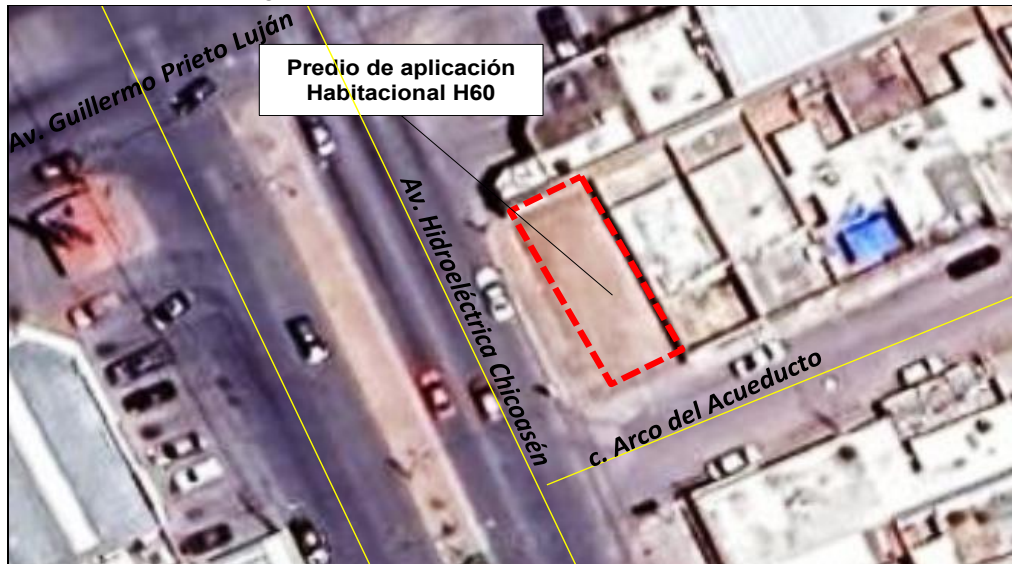 Av. Guillermo Prieto Luján
Predio de aplicación
Habitacional H60
Av. Hidroeléctrica Chicoasén
c. Arco del Acueducto